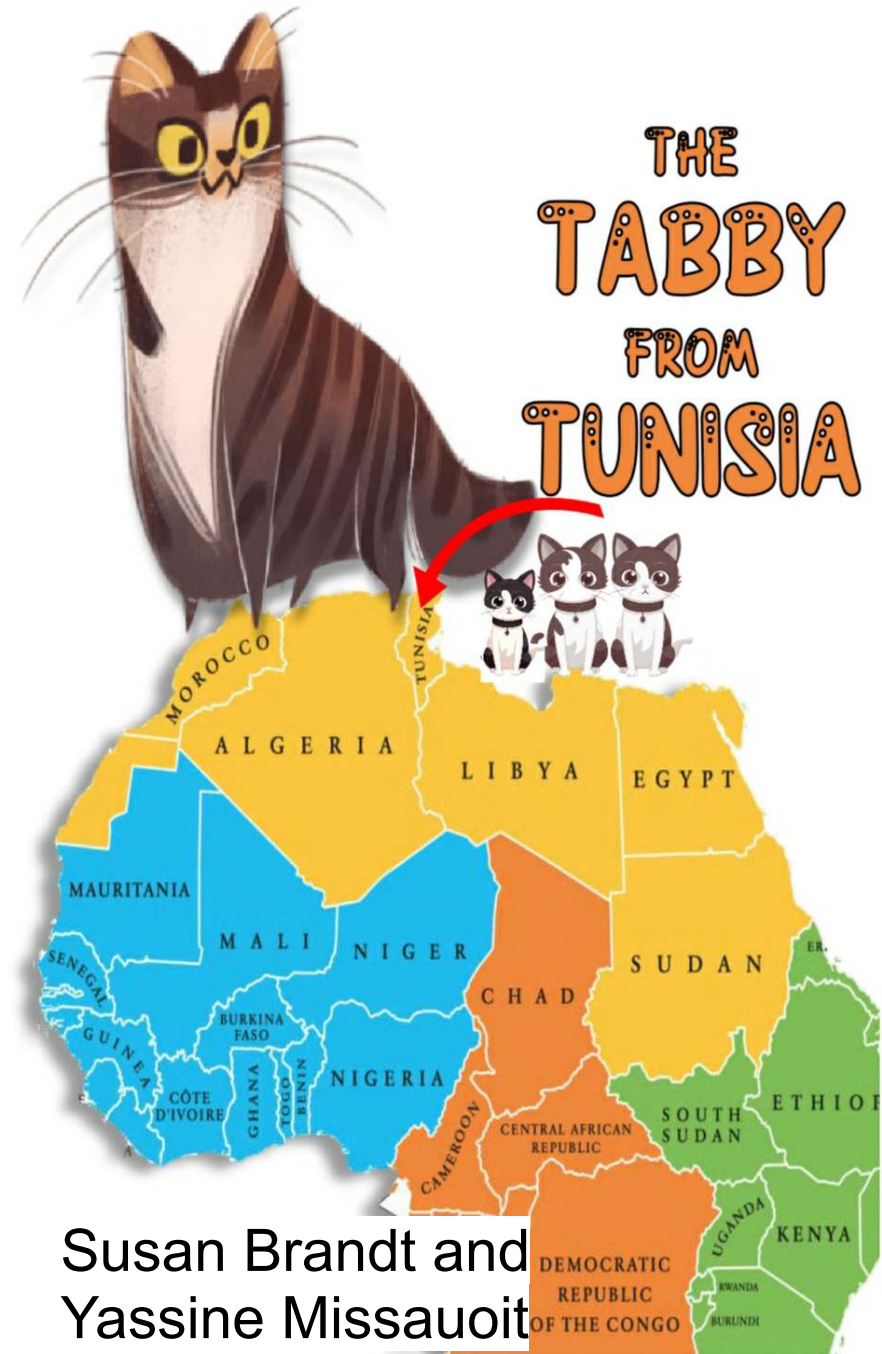 THE
TABBY
FROM
TUNISIA
TUNISIA
MOROCCO
ALGERIA
LIBYA
EGYPT
MAURITANIA
MALI
NIGER
CHAD
SUDAN
ER.
SENEGAL
GUINEA
BURKINA
FASO
CÔTE
D'IVOIRE
GHANA
TOGO
BENIN
NIGERIA
CAMEROON
CENTRAL AFRICAN
REPUBLIC
SOUTH
SUDAN
ETHIOP
UGANDA
KENYA
RWANDA
BURUNDI
DEMOCRATIC
REPUBLIC
OF THE CONGO
Susan Brandt and
Yassine Missauoit